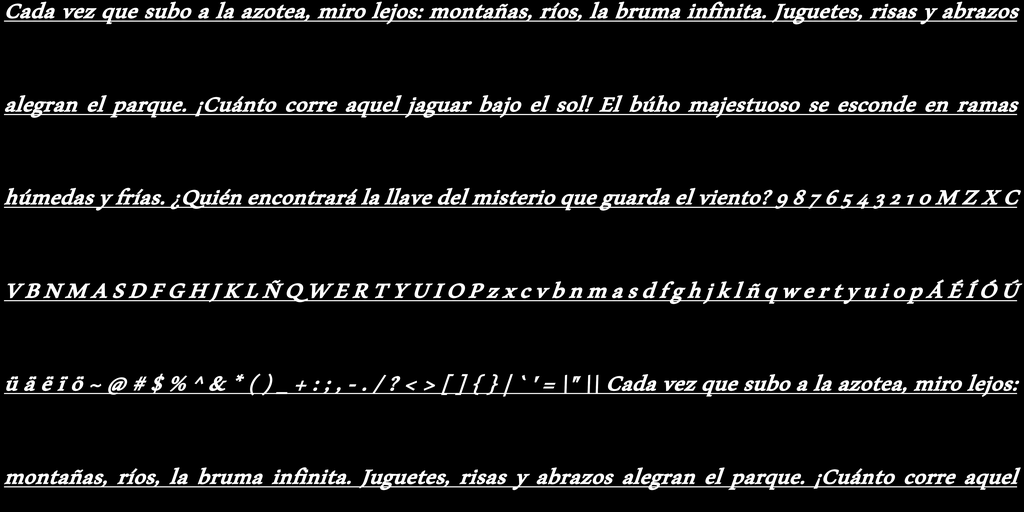 Cada vez que subo a la azotea, miro lejos: montañas, ríos, la bruma infinita. Juguetes, risas y abrazos
alegran el parque. ¡Cuánto corre aquel jaguar bajo el sol! El búho majestuoso se esconde en ramas
húmedas y frías. ¿Quién encontrará la llave del misterio que guarda el viento? 9 8 7 6 5 4 3 2 1 0 M Z X C
V B N M A S D F G H J K L Ñ Q W E R T Y U I O P z x c v b n m a s d f g h j k l ñ q w e r t y u i o p Á É Í Ó Ú
ü ä ë ï ö ~ @ # $ % ^ & * ( ) _ + : ; , - . / ? < > [ ] { } | ` ' = |" || Cada vez que subo a la azotea, miro lejos:
montañas, ríos, la bruma infinita. Juguetes, risas y abrazos alegran el parque. ¡Cuánto corre aquel